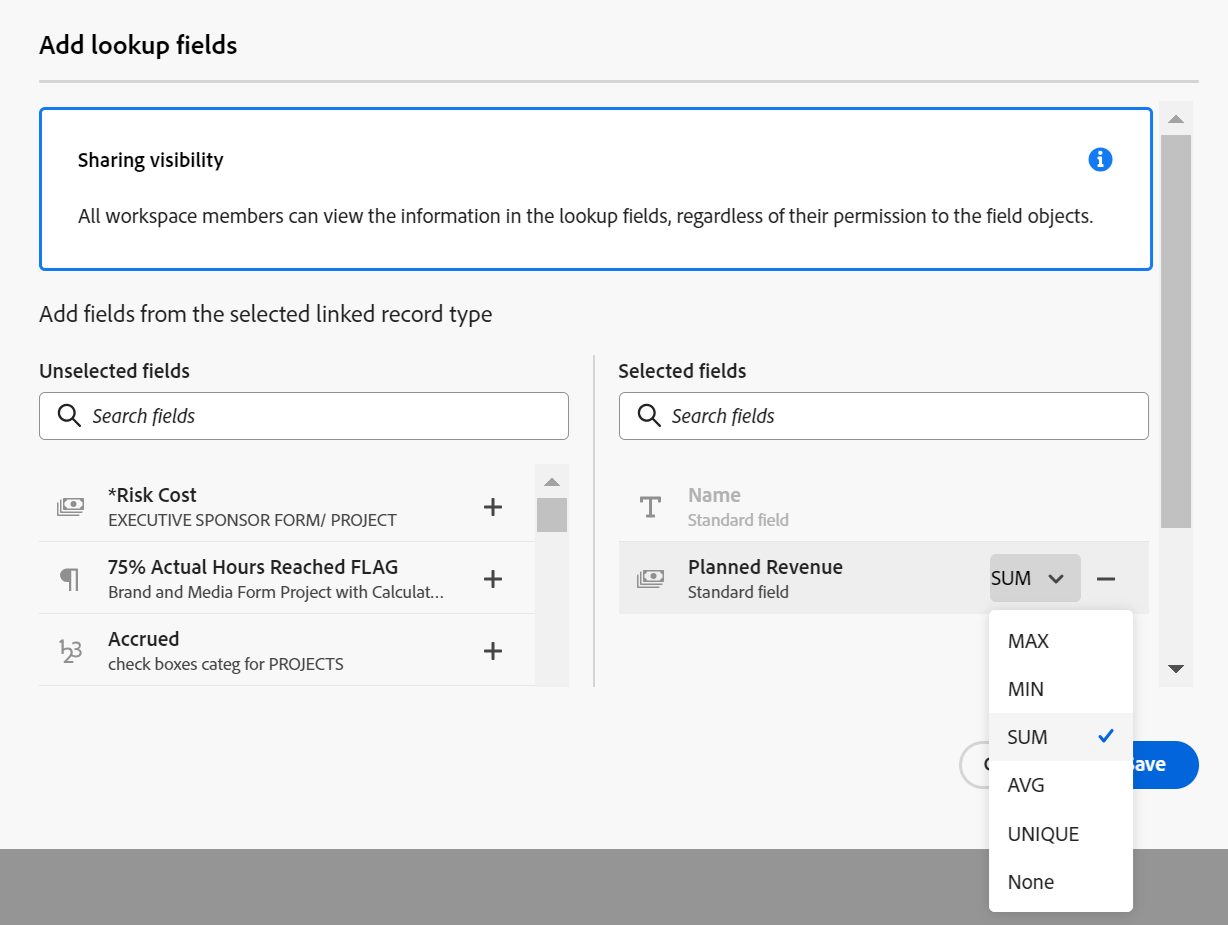 Add lookup fields
Sharing visibility
All workspace members can view the information in the lookup fields, regardless of their permission to the field objects.
Add fields from the selected linked record type
Unselected fields
Search fields
*Risk Cost
EXECUTIVE SPONSOR FORM/ PROJECT
75% Actual Hours Reached FLAG
Brand and Media Form Project with Calculat...
123
Accrued
check boxes categ for PROJECTS
Selected fields
Search fields
Name
Standard field
Planned Revenue
Standard field
SUM
MAX
MIN
SUM
AVG
UNIQUE
None